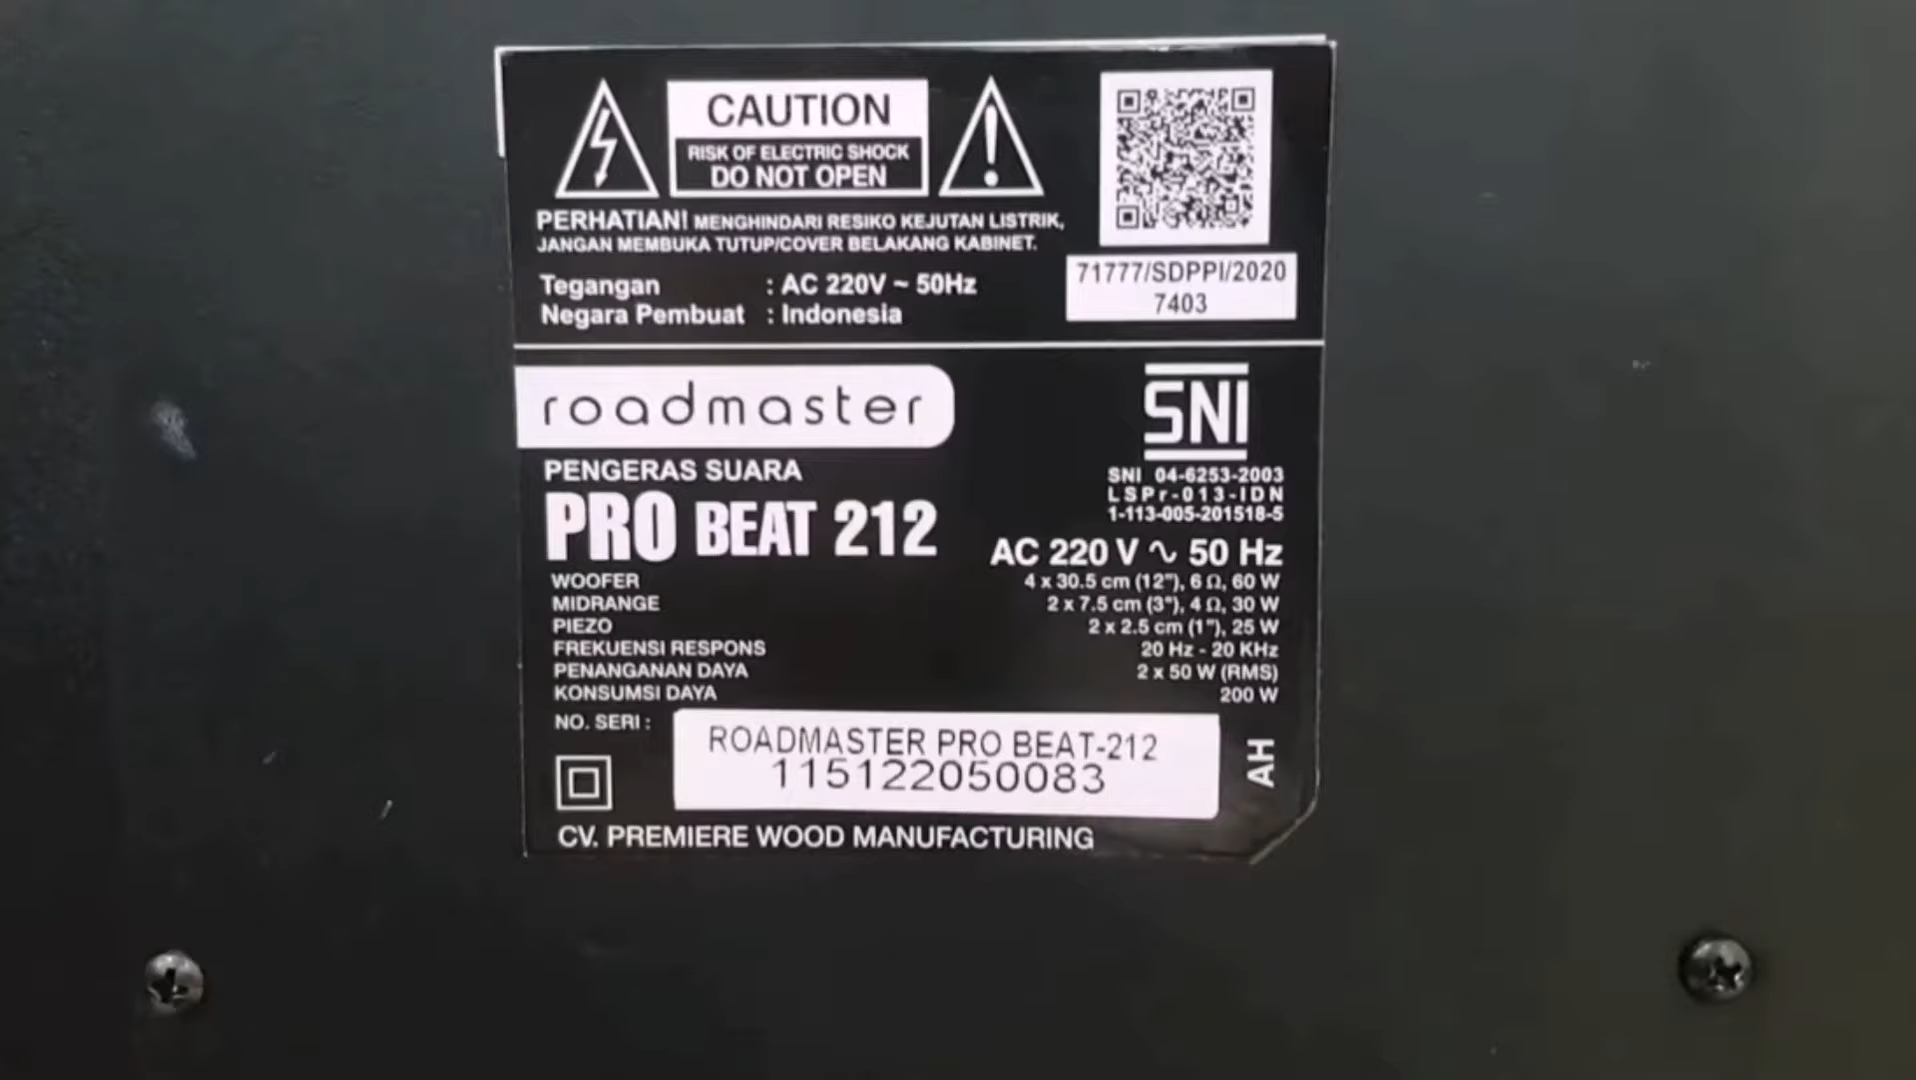 CAUTION
RISK OF ELECTRIC SHOCK
DO NOT OPEN
PERHATIAN! MENGHINDARI RESIKO KEJUTAN LISTRIK,
JANGAN MEMBUKA TUTUP/COVER BELAKANG KABINET.
Tegangan : AC 220V ~ 50Hz
Negara Pembuat : Indonesia
71777/SDPPI/2020
7403
roadmaster
SNI
SNI 04-6253-2003
LSPr-013-IDN
1-113-005-201518-5
PENGERAS SUARA
PRO BEAT 212
AC 220 V ∿ 50 Hz
WOOFER 4 x 30.5 cm (12"), 6 Ω, 60 W
MIDRANGE 2 x 7.5 cm (3"), 4 Ω, 30 W
PIEZO 2 x 2.5 cm (1"), 25 W
FREKUENSI RESPONS 20 Hz - 20 KHz
PENANGANAN DAYA 2 x 50 W (RMS)
KONSUMSI DAYA 200 W
NO. SERI :
ROADMASTER PRO BEAT-212
115122050083
AH
CV. PREMIERE WOOD MANUFACTURING